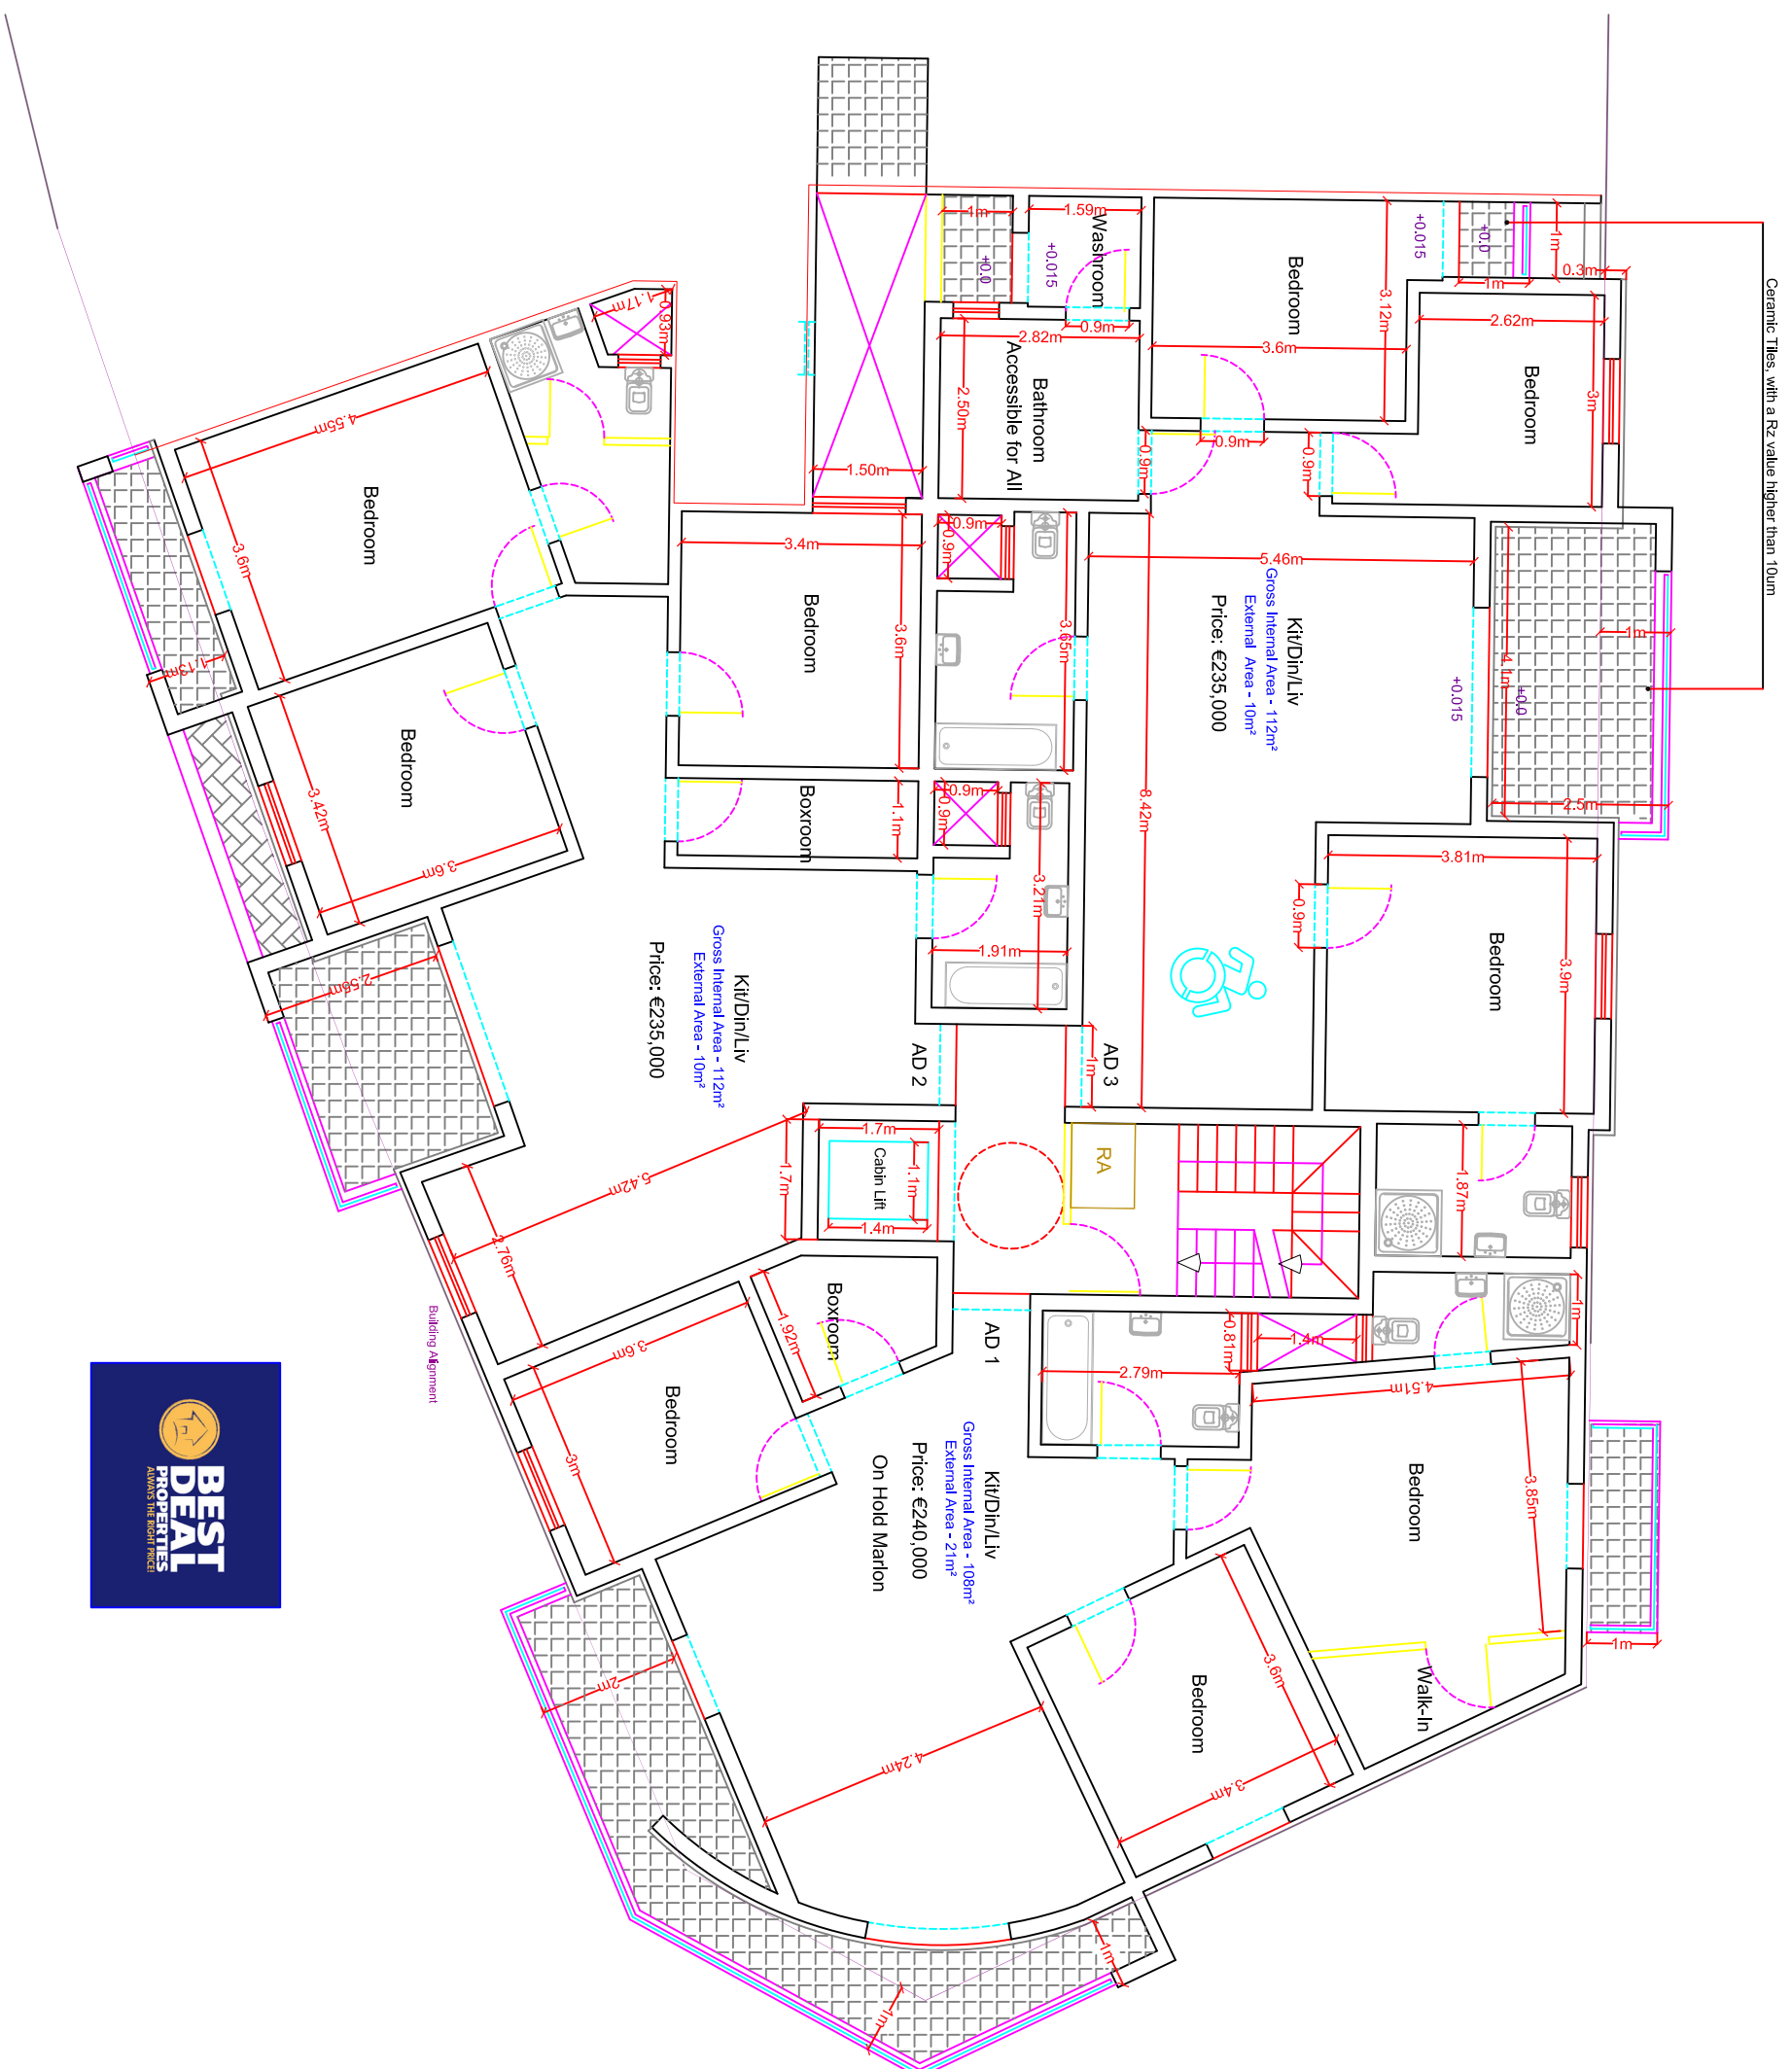 Ceramic Tiles, with a Rz value higher than 10um
1m
1.59m
Washroom
+0.015
+0.0
0.9m
Bedroom
3.12m
3.6m
+0.015
+0.0
1m
1m
0.3m
2.62m
3m
Bedroom
2.82m
2.50m
Bathroom
Accessible for All
0.9m
0.9m
0.9m
1.17m
0.93m
1.50m
4.55m
3.6m
Bedroom
1.13m
3.4m
3.6m
Bedroom
0.9m
0.9m
3.65m
5.46m
Kit/Din/Liv
Gross Internal Area - 112m²
External Area - 10m²
Price: €235,000
8.42m
+0.015
+0.0
4.1m
1m
2.5m
Bedroom
3.42m
3.6m
Boxroom
1.1m
0.9m
0.9m
3.21m
1.91m
3.81m
3.9m
0.9m
Bedroom
Kit/Din/Liv
Gross Internal Area - 112m²
External Area - 10m²
Price: €235,000
2.55m
AD 2
AD 3
1m
5.42m
2.76m
1.7m
1.7m
Cabin Lift
1.1m
1.4m
RA
1.87m
1m
Building Alignment
Boxroom
1.92m
AD 1
0.81m
1.4m
2.79m
4.51m
3.85m
Bedroom
3.6m
3m
Bedroom
Kit/Din/Liv
Gross Internal Area - 108m²
External Area - 21m²
Price: €240,000
On Hold Marlon
1m
Walk-In
3.6m
3.4m
Bedroom
2m
4.24m
1m
1m
BEST
DEAL
PROPERTIES
ALWAYS THE RIGHT PRICE!